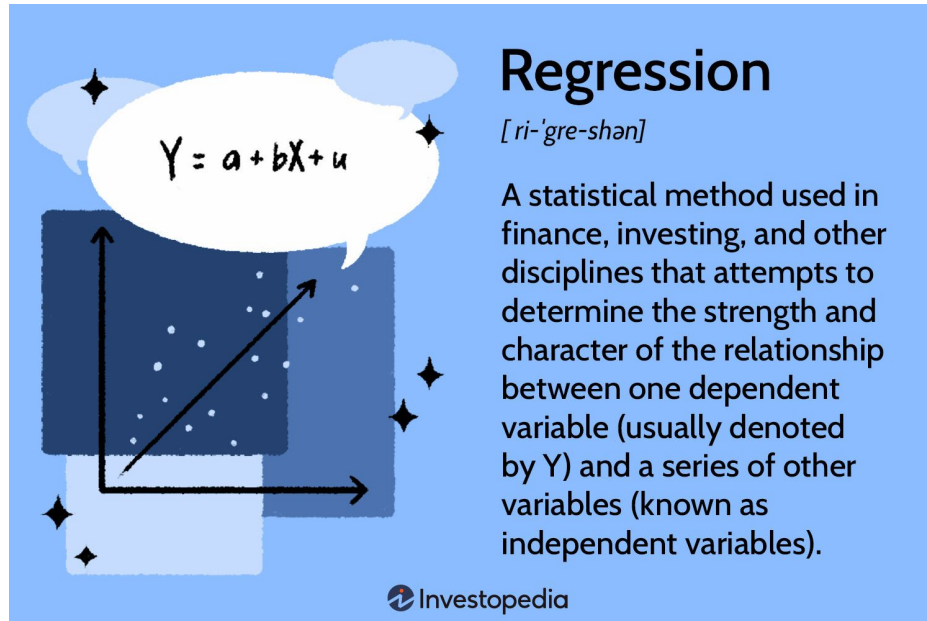 Y = a + bX + u
Regression
[ ri-ˈgre-shən]
A statistical method used in
finance, investing, and other
disciplines that attempts to
determine the strength and
character of the relationship
between one dependent
variable (usually denoted
by Y) and a series of other
variables (known as
independent variables).
Investopedia